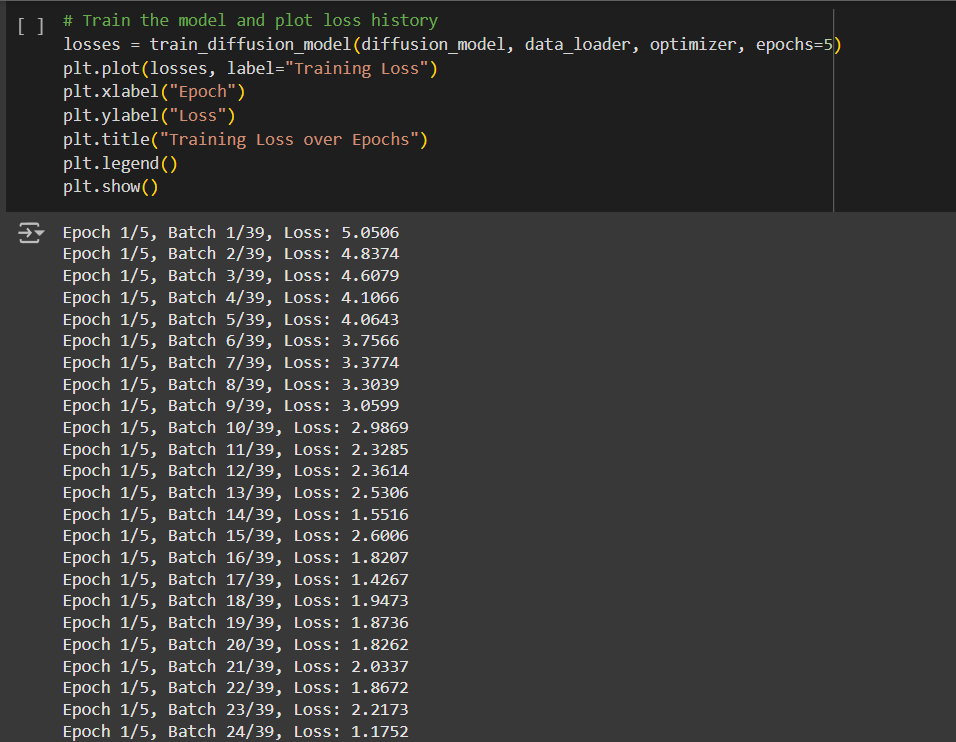 [ ]
# Train the model and plot loss history
losses = train_diffusion_model(diffusion_model, data_loader, optimizer, epochs=5)
plt.plot(losses, label="Training Loss")
plt.xlabel("Epoch")
plt.ylabel("Loss")
plt.title("Training Loss over Epochs")
plt.legend()
plt.show()
Epoch 1/5, Batch 1/39, Loss: 5.0506
Epoch 1/5, Batch 2/39, Loss: 4.8374
Epoch 1/5, Batch 3/39, Loss: 4.6079
Epoch 1/5, Batch 4/39, Loss: 4.1066
Epoch 1/5, Batch 5/39, Loss: 4.0643
Epoch 1/5, Batch 6/39, Loss: 3.7566
Epoch 1/5, Batch 7/39, Loss: 3.3774
Epoch 1/5, Batch 8/39, Loss: 3.3039
Epoch 1/5, Batch 9/39, Loss: 3.0599
Epoch 1/5, Batch 10/39, Loss: 2.9869
Epoch 1/5, Batch 11/39, Loss: 2.3285
Epoch 1/5, Batch 12/39, Loss: 2.3614
Epoch 1/5, Batch 13/39, Loss: 2.5306
Epoch 1/5, Batch 14/39, Loss: 1.5516
Epoch 1/5, Batch 15/39, Loss: 2.6006
Epoch 1/5, Batch 16/39, Loss: 1.8207
Epoch 1/5, Batch 17/39, Loss: 1.4267
Epoch 1/5, Batch 18/39, Loss: 1.9473
Epoch 1/5, Batch 19/39, Loss: 1.8736
Epoch 1/5, Batch 20/39, Loss: 1.8262
Epoch 1/5, Batch 21/39, Loss: 2.0337
Epoch 1/5, Batch 22/39, Loss: 1.8672
Epoch 1/5, Batch 23/39, Loss: 2.2173
Epoch 1/5, Batch 24/39, Loss: 1.1752